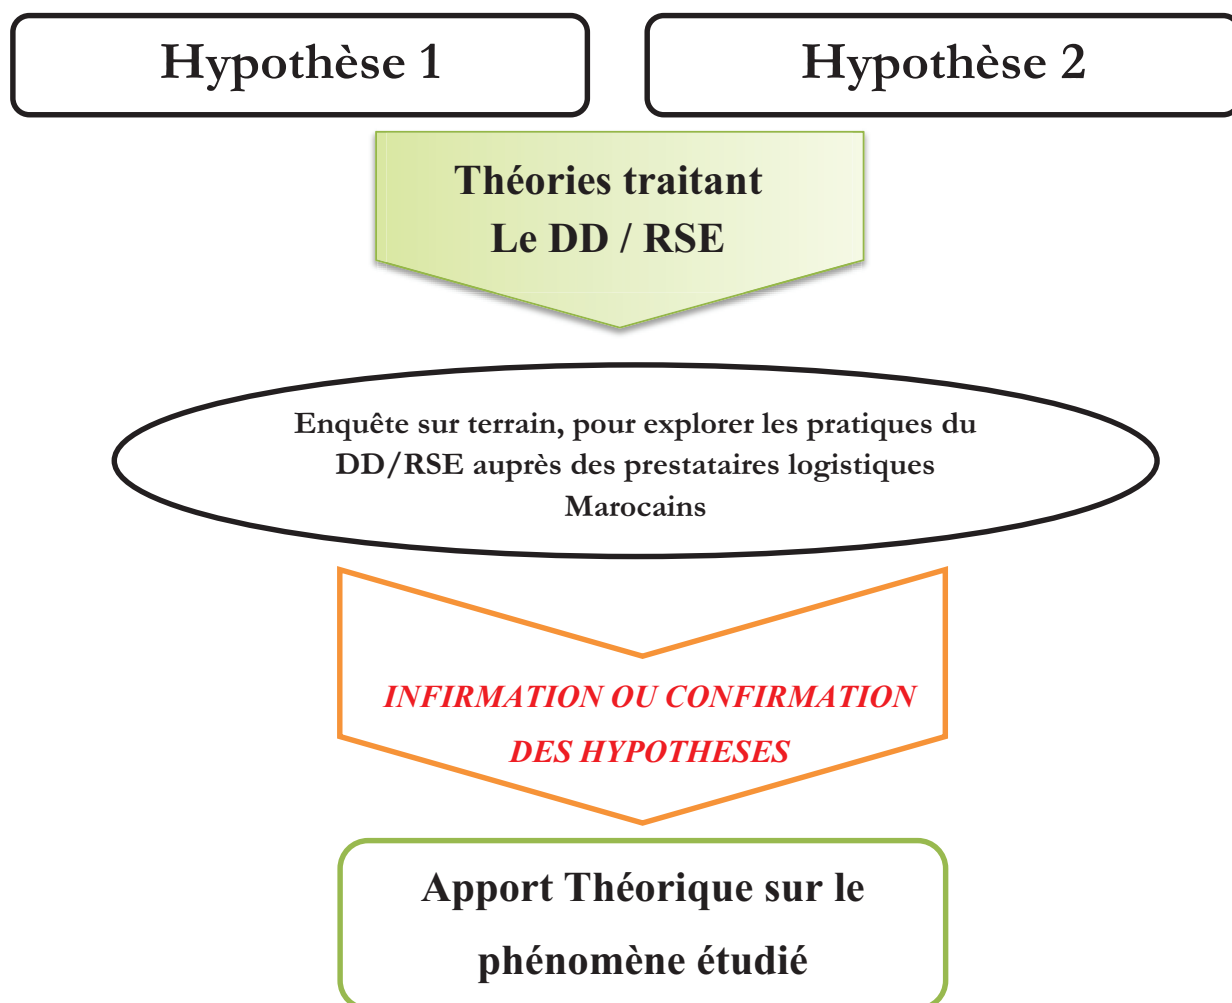 Hypothèse 1
Hypothèse 2
Théories traitant
Le DD / RSE
Enquête sur terrain, pour explorer les pratiques du
DD/RSE auprès des prestataires logistiques
Marocains
INFIRMATION OU CONFIRMATION
DES HYPOTHESES
Apport Théorique sur le
phénomène étudié